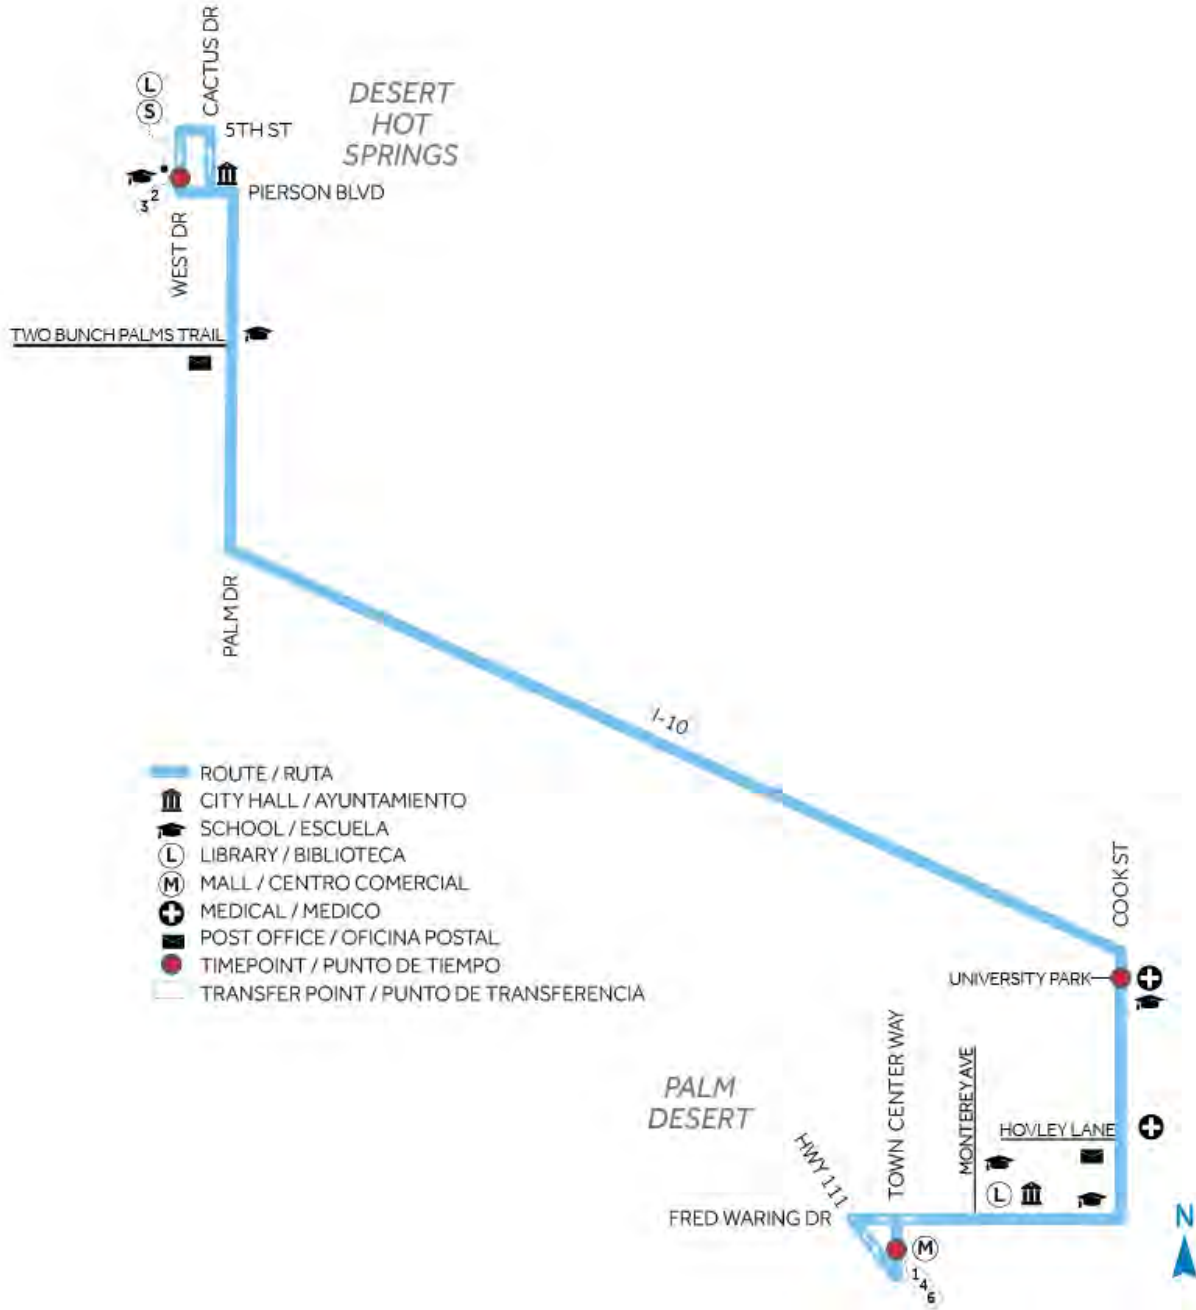 CACTUS DR
L
S
DESERT
HOT
SPRINGS
5TH ST
PIERSON BLVD
2
3
WEST DR
TWO BUNCH PALMS TRAIL
PALM DR
I-10
ROUTE / RUTA
CITY HALL / AYUNTAMIENTO
SCHOOL / ESCUELA
L LIBRARY / BIBLIOTECA
M MALL / CENTRO COMERCIAL
MEDICAL / MEDICO
POST OFFICE / OFICINA POSTAL
TIMEPOINT / PUNTO DE TIEMPO
TRANSFER POINT / PUNTO DE TRANSFERENCIA
COOK ST
UNIVERSITY PARK
TOWN CENTER WAY
MONTEREY AVE
PALM
DESERT
HOVLEY LANE
HWY 111
L
FRED WARING DR
N
M
1
4
6